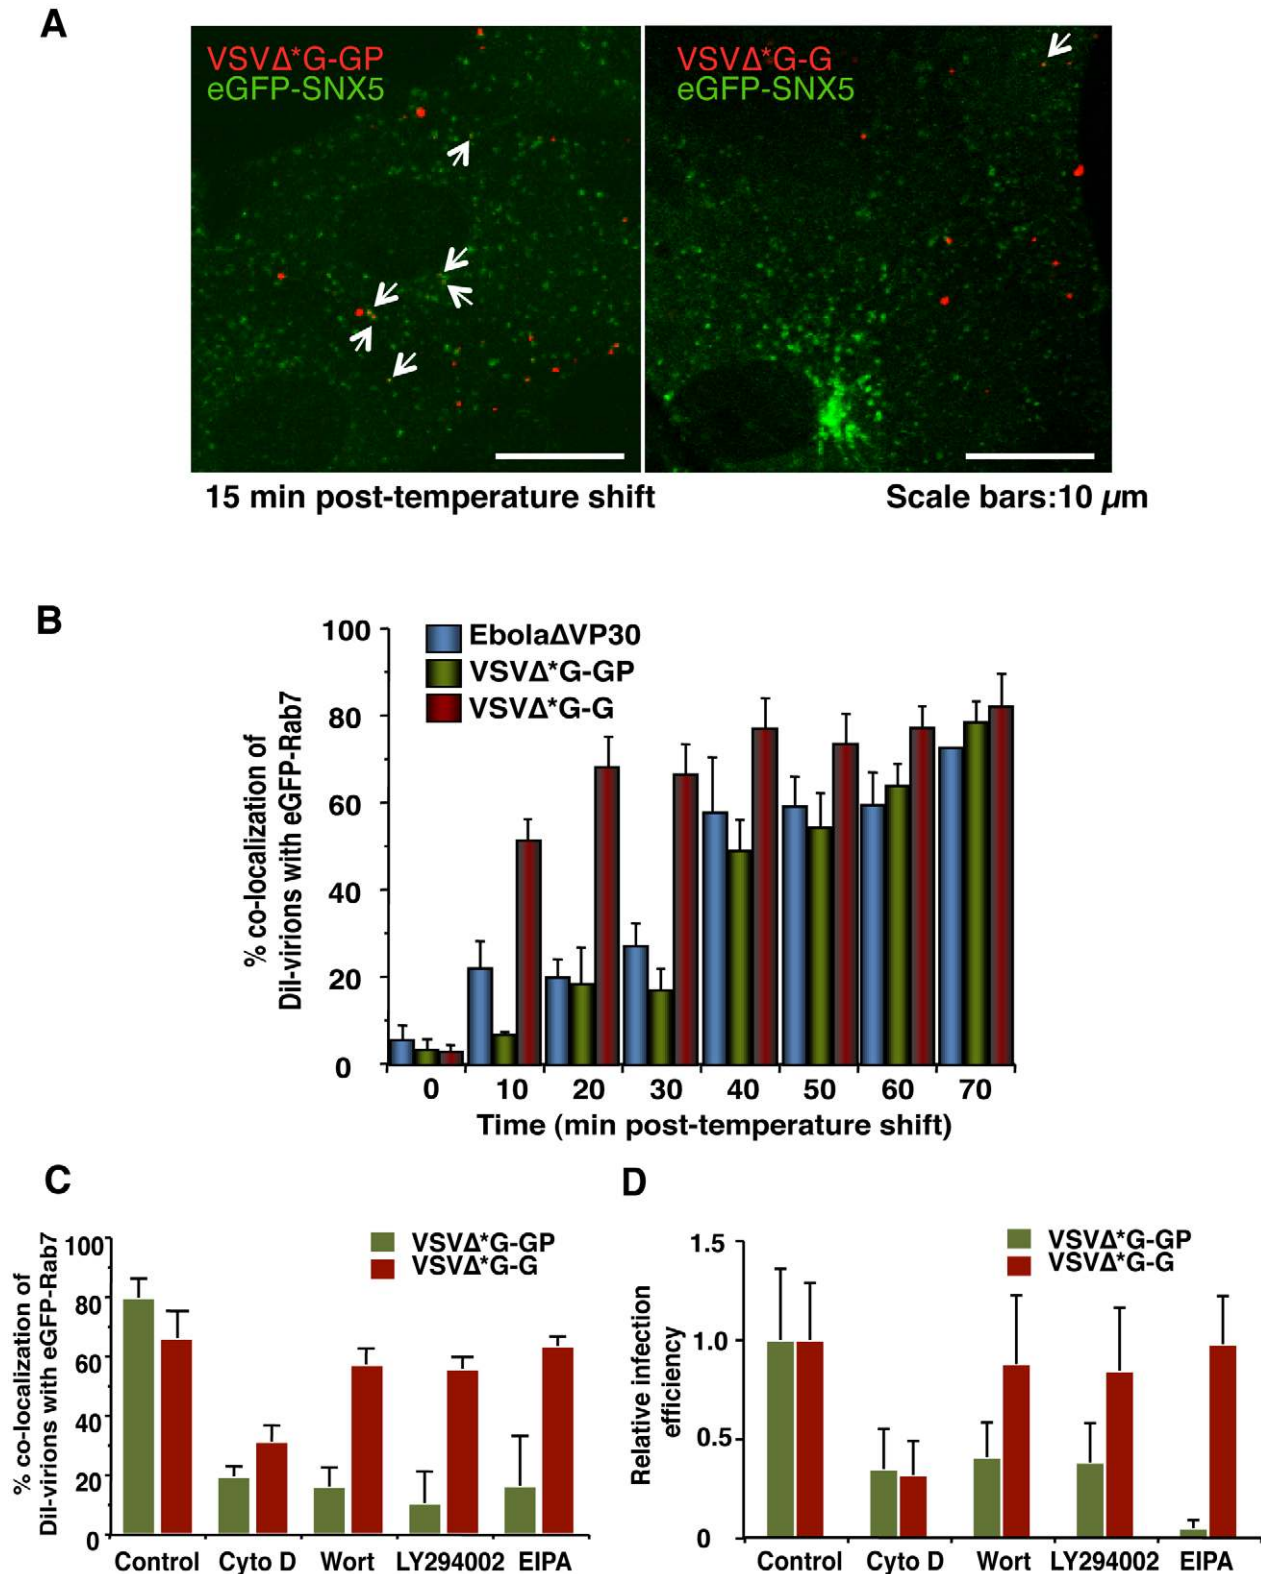 A
VSVΔ*G-GP
eGFP-SNX5
VSVΔ*G-G
eGFP-SNX5
15 min post-temperature shift
Scale bars:10 µm
B
% co-localization of
DiI-virions with eGFP-Rab7
100
80
60
40
20
0
EbolaΔVP30
VSVΔ*G-GP
VSVΔ*G-G
0 10 20 30 40 50 60 70
Time (min post-temperature shift)
C
% co-localization of
DiI-virions with eGFP-Rab7
100
80
60
40
20
0
VSVΔ*G-GP
VSVΔ*G-G
Control Cyto D Wort LY294002 EIPA
D
Relative infection
efficiency
1.5
1.0
0.5
0
VSVΔ*G-GP
VSVΔ*G-G
Control Cyto D Wort LY294002 EIPA